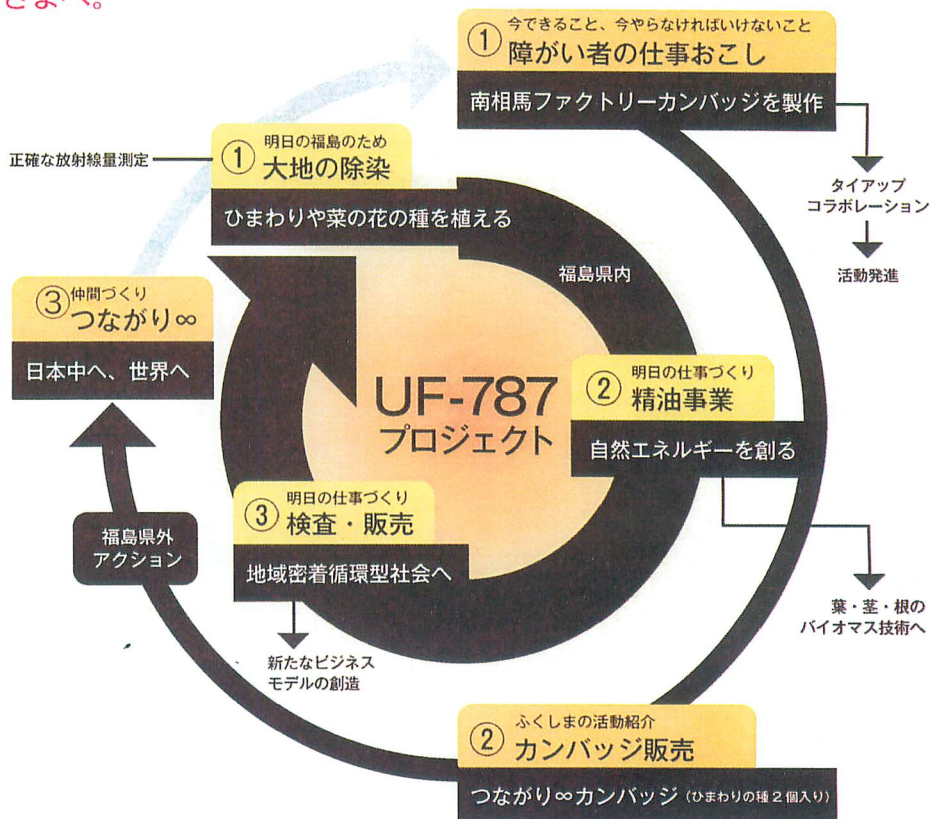 さまへ。
今できること、今やらなければいけないこと
① 障がい者の仕事おこし
南相馬ファクトリーカンバッジを製作
タイアップ
コラボレーション
活動発進
明日の福島のため
① 大地の除染
正確な放射線量測定
ひまわりや菜の花の種を植える
福島県内
③ 仲間づくり
つながり∞
日本中へ、世界へ
UF-787
プロジェクト
明日の仕事づくり
② 精油事業
自然エネルギーを創る
明日の仕事づくり
③ 検査・販売
地域密着循環型社会へ
福島県外
アクション
葉・茎・根の
バイオマス技術へ
新たなビジネス
モデルの創造
ふくしまの活動紹介
② カンバッジ販売
つながり∞カンバッジ（ひまわりの種2個入り）